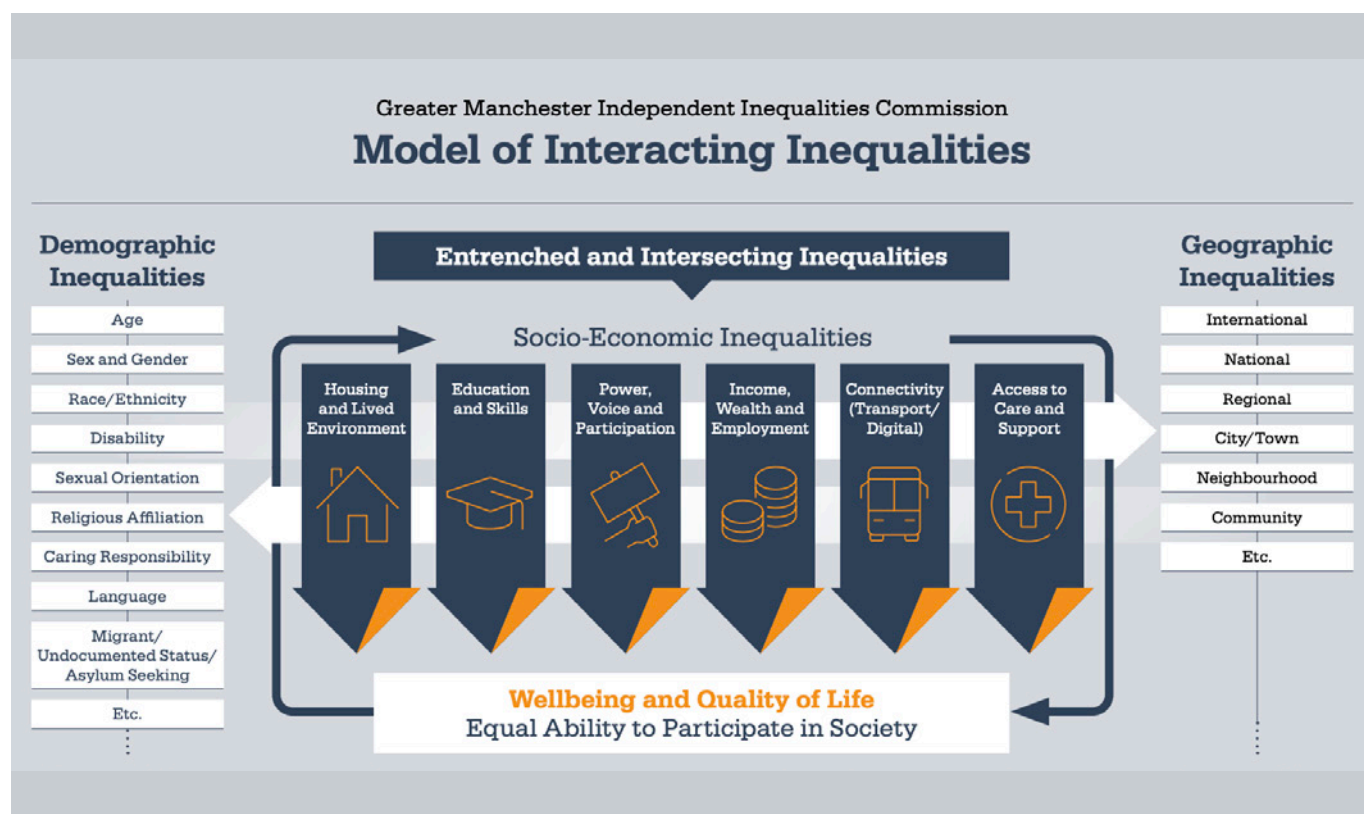 Greater Manchester Independent Inequalities Commission
Model of Interacting Inequalities
Demographic
Inequalities
Age
Sex and Gender
Race/Ethnicity
Disability
Sexual Orientation
Religious Affiliation
Caring Responsibility
Language
Migrant/
Undocumented Status/
Asylum Seeking
Etc.
Entrenched and Intersecting Inequalities
Socio-Economic Inequalities
Housing
and Lived
Environment
Education
and Skills
Power,
Voice and
Participation
Income,
Wealth and
Employment
Connectivity
(Transport/
Digital)
Access to
Care and
Support
Wellbeing and Quality of Life
Equal Ability to Participate in Society
Geographic
Inequalities
International
National
Regional
City/Town
Neighbourhood
Community
Etc.